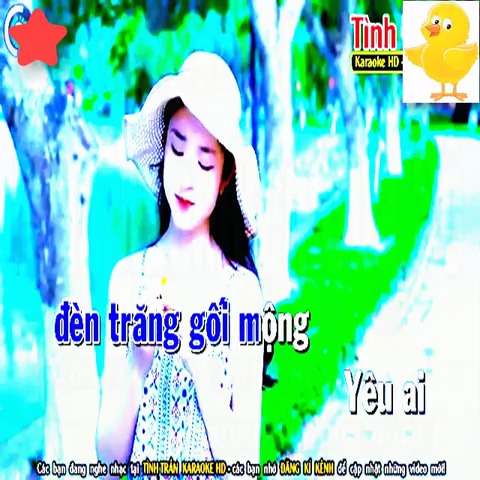 Tình
Karaoke HD -
đèn trăng gối mộng
Yêu ai
Các bạn đang nghe nhạc tại TÌNH TRẦN KARAOKE HD - các bạn nhớ ĐĂNG KÍ KÊNH để cập nhật những video mới!